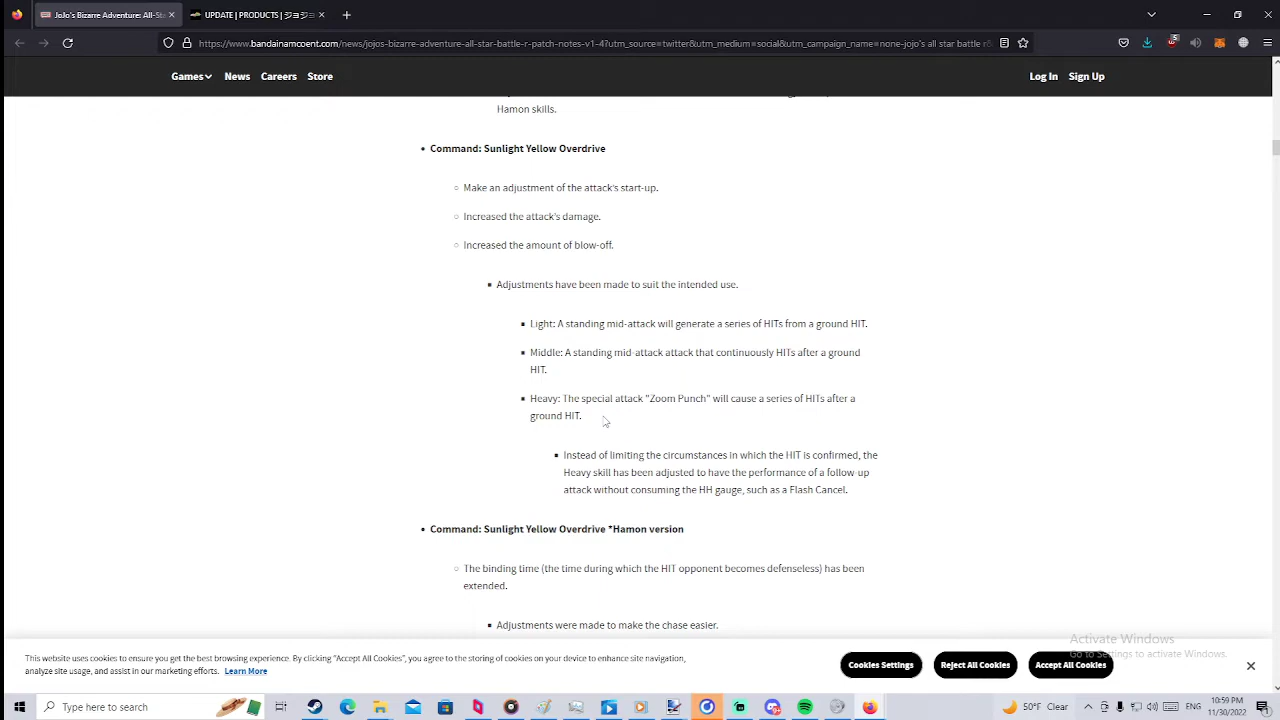 JoJo's Bizarre Adventure: All-Sta
UPDATE | PRODUCTS | ジョジョ
https://www.bandainamcoent.com/news/jojos-bizarre-adventure-all-star-battle-r-patch-notes-v1-4?utm_source=twitter&utm_medium=social&utm_campaign_name=none-jojo's all star battle r
Games
News
Careers
Store
Log In
Sign Up
Hamon skills.
• Command: Sunlight Yellow Overdrive
Make an adjustment of the attack's start-up.
Increased the attack's damage.
Increased the amount of blow-off.
Adjustments have been made to suit the intended use.
Light: A standing mid-attack will generate a series of HITs from a ground HIT.
Middle: A standing mid-attack attack that continuously HITs after a ground
HIT.
Heavy: The special attack "Zoom Punch" will cause a series of HITs after a
ground HIT.
Instead of limiting the circumstances in which the HIT is confirmed, the
Heavy skill has been adjusted to have the performance of a follow-up
attack without consuming the HH gauge, such as a Flash Cancel.
• Command: Sunlight Yellow Overdrive *Hamon version
The binding time (the time during which the HIT opponent becomes defenseless) has been
extended.
Adjustments were made to make the chase easier.
Activate Windows
Go to Settings to activate Windows.
This website uses cookies to ensure you get the best browsing experience. By clicking "Accept All Cookies", you agree to the storing of cookies on your device to enhance site navigation,
analyze site usage, and assist in our marketing efforts. Learn More
Cookies Settings
Reject All Cookies
Accept All Cookies
Type here to search
50°F Clear
ENG
10:59 PM
11/30/2022